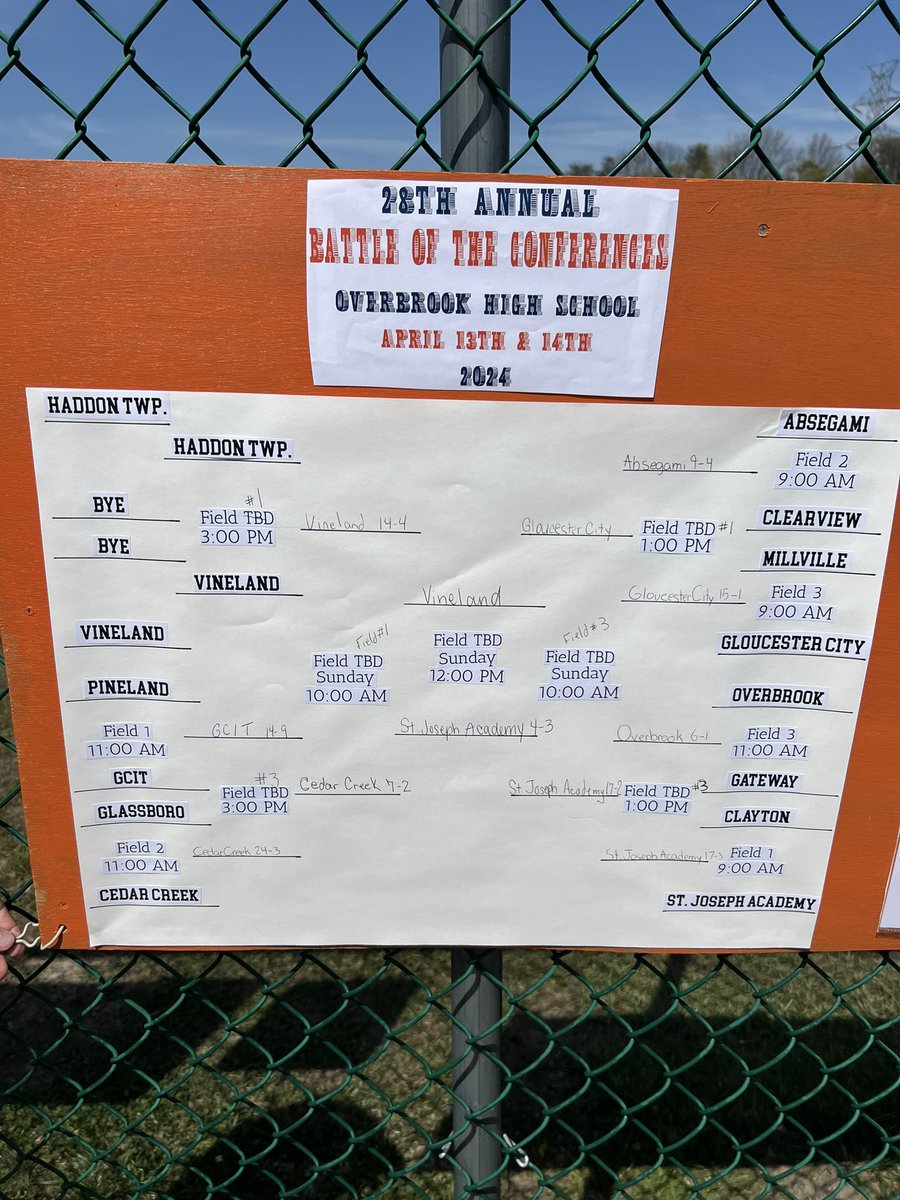 28TH ANNUAL
BATTLE OF THE CONFERENCES
OVERBROOK HIGH SCHOOL
APRIL 13TH & 14TH
2024
HADDON TWP.
HADDON TWP.
BYE
#1
Field TBD
3:00 PM
Vineland 14-4
BYE
VINELAND
VINELAND
PINELAND
Field 1
11:00 AM
GCIT 14-9
GCIT
#3
Field TBD
3:00 PM
Cedar Creek 7-2
GLASSBORO
Field 2
11:00 AM
Cedar Creek 24-3
CEDAR CREEK
Vineland
Field #1
Field TBD
Sunday
10:00 AM
Field TBD
Sunday
12:00 PM
Field #3
Field TBD
Sunday
10:00 AM
St. Joseph Academy 4-3
ABSEGAMI
Absegami 9-4
Field 2
9:00 AM
CLEARVIEW
Gloucester City
Field TBD #1
1:00 PM
MILLVILLE
Gloucester City 15-1
Field 3
9:00 AM
GLOUCESTER CITY
OVERBROOK
Overbrook 6-1
Field 3
11:00 AM
GATEWAY
St. Joseph Academy 17-2
Field TBD #3
1:00 PM
CLAYTON
St. Joseph Academy 17-3
Field 1
9:00 AM
ST. JOSEPH ACADEMY